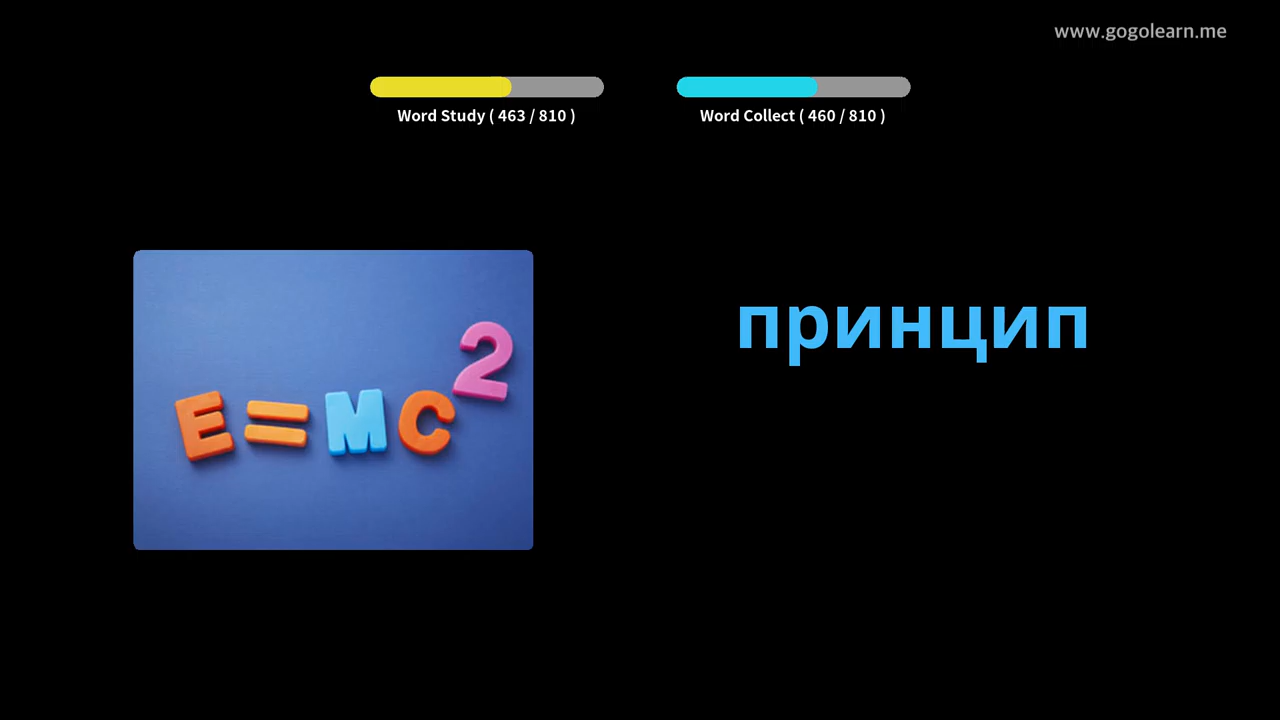 www.gogolearn.me
Word Study ( 463 / 810 )
Word Collect ( 460 / 810 )
E=MC²
принцип